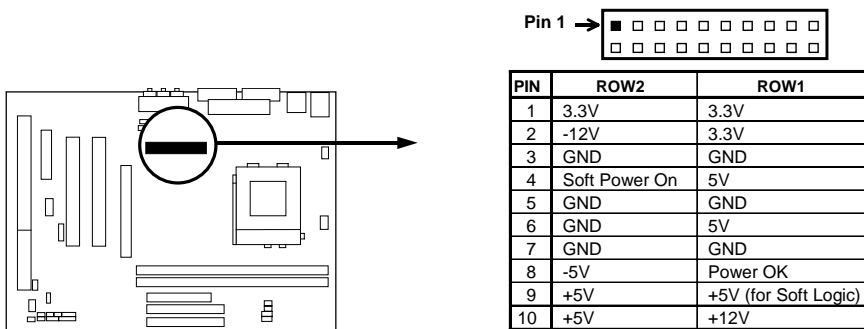 Pin 1
PIN ROW2 ROW1
1 3.3V 3.3V
2 -12V 3.3V
3 GND GND
4 Soft Power On 5V
5 GND GND
6 GND 5V
7 GND GND
8 -5V Power OK
9 +5V +5V (for Soft Logic)
10 +5V +12V